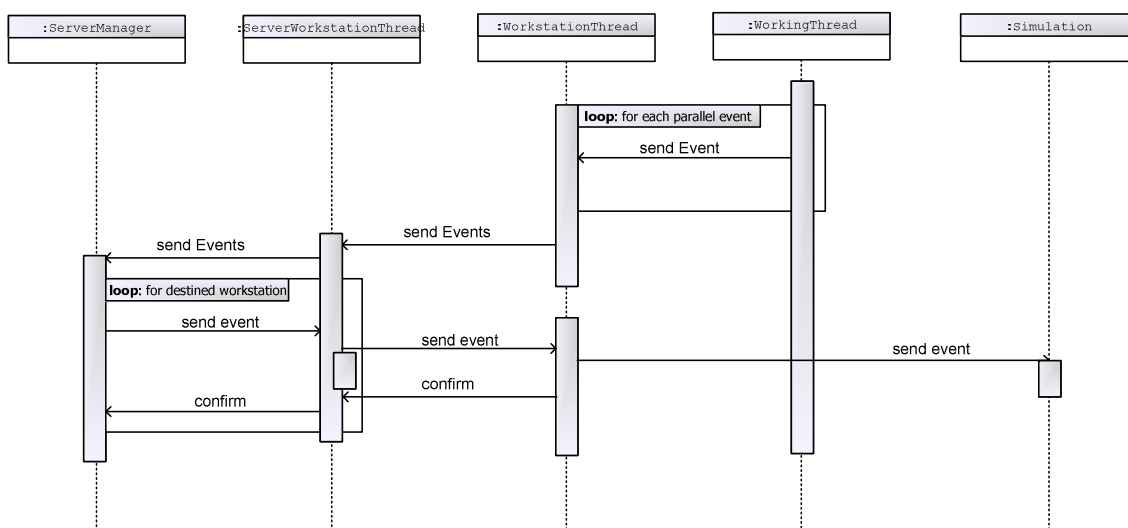 :ServerManager
:ServerWorkstationThread
:WorkstationThread
:WorkingThread
:Simulation
loop: for each parallel event
send Event
send Events
send Events
loop: for destined workstation
send event
send event
send event
confirm
confirm